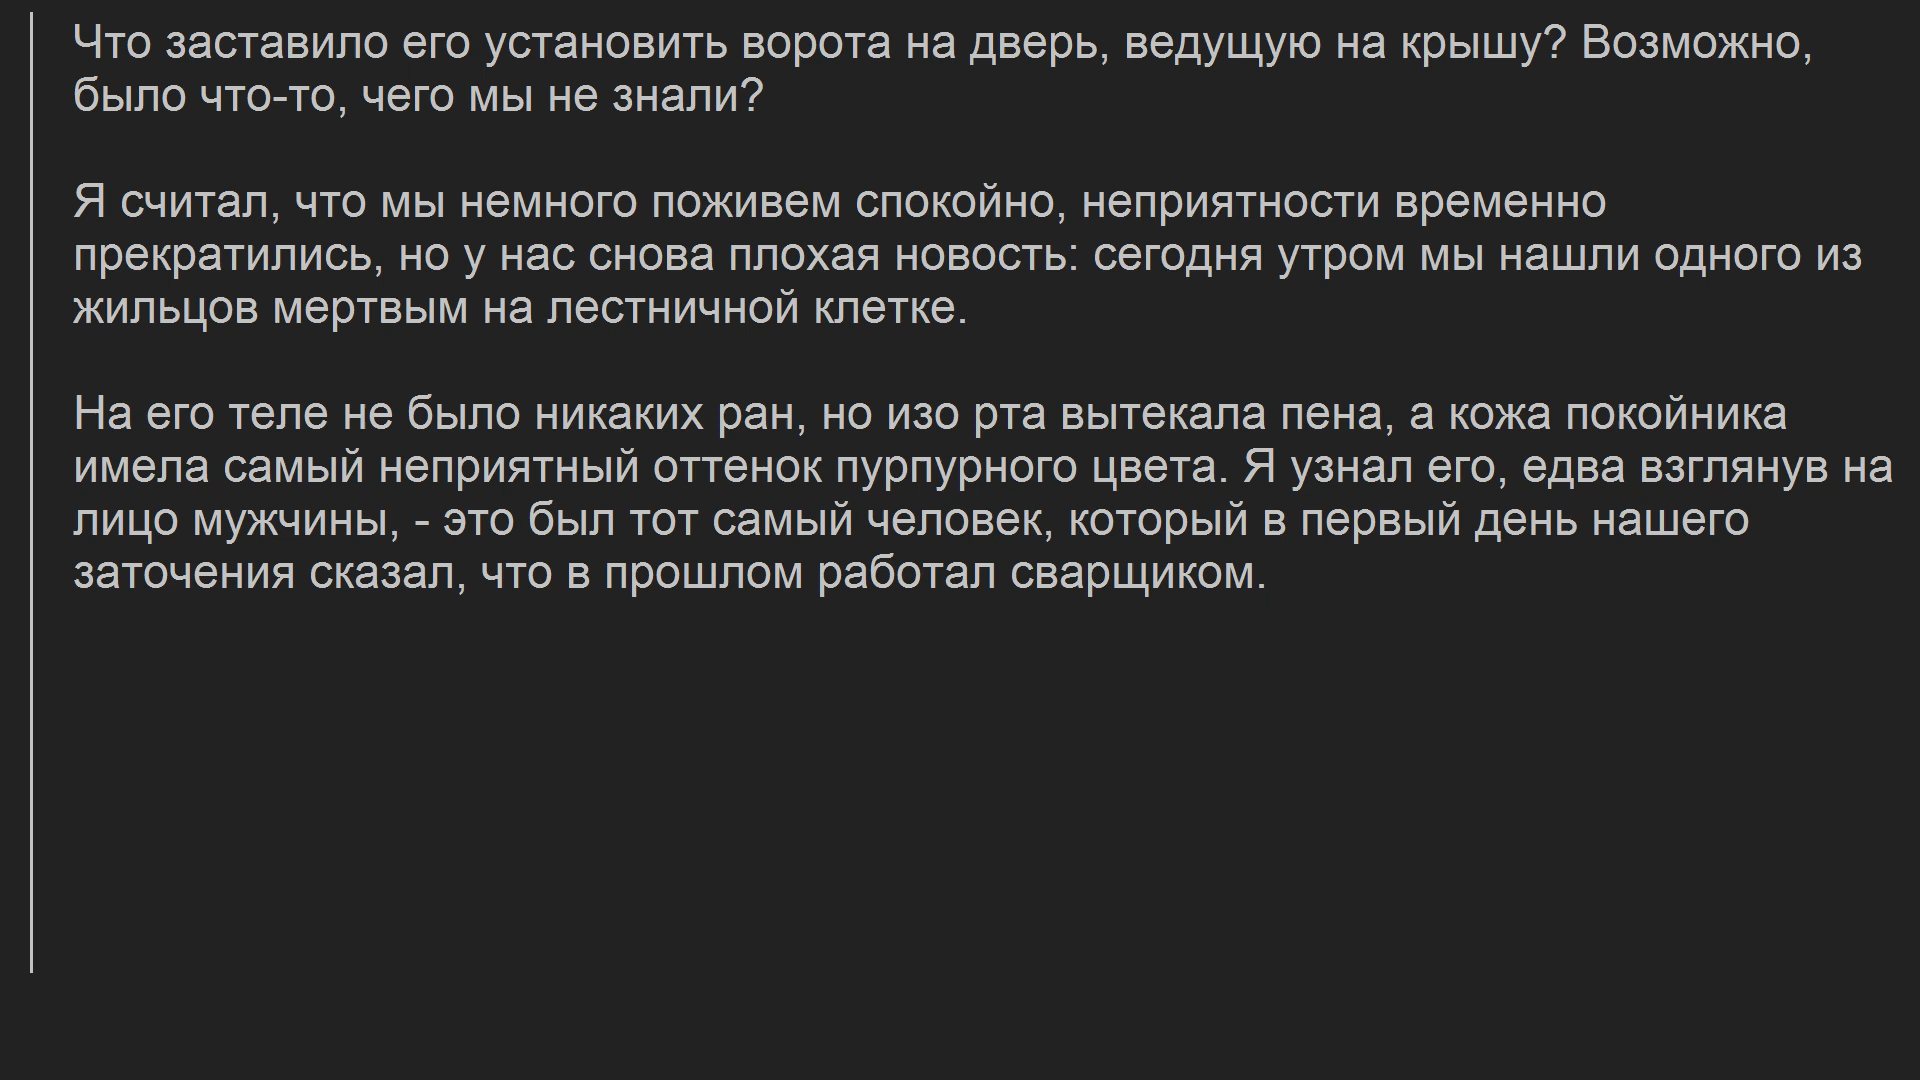 Что заставило его установить ворота на дверь, ведущую на крышу? Возможно,
было что-то, чего мы не знали?
Я считал, что мы немного поживем спокойно, неприятности временно
прекратились, но у нас снова плохая новость: сегодня утром мы нашли одного из
жильцов мертвым на лестничной клетке.
На его теле не было никаких ран, но изо рта вытекала пена, а кожа покойника
имела самый неприятный оттенок пурпурного цвета. Я узнал его, едва взглянув на
лицо мужчины, - это был тот самый человек, который в первый день нашего
заточения сказал, что в прошлом работал сварщиком.